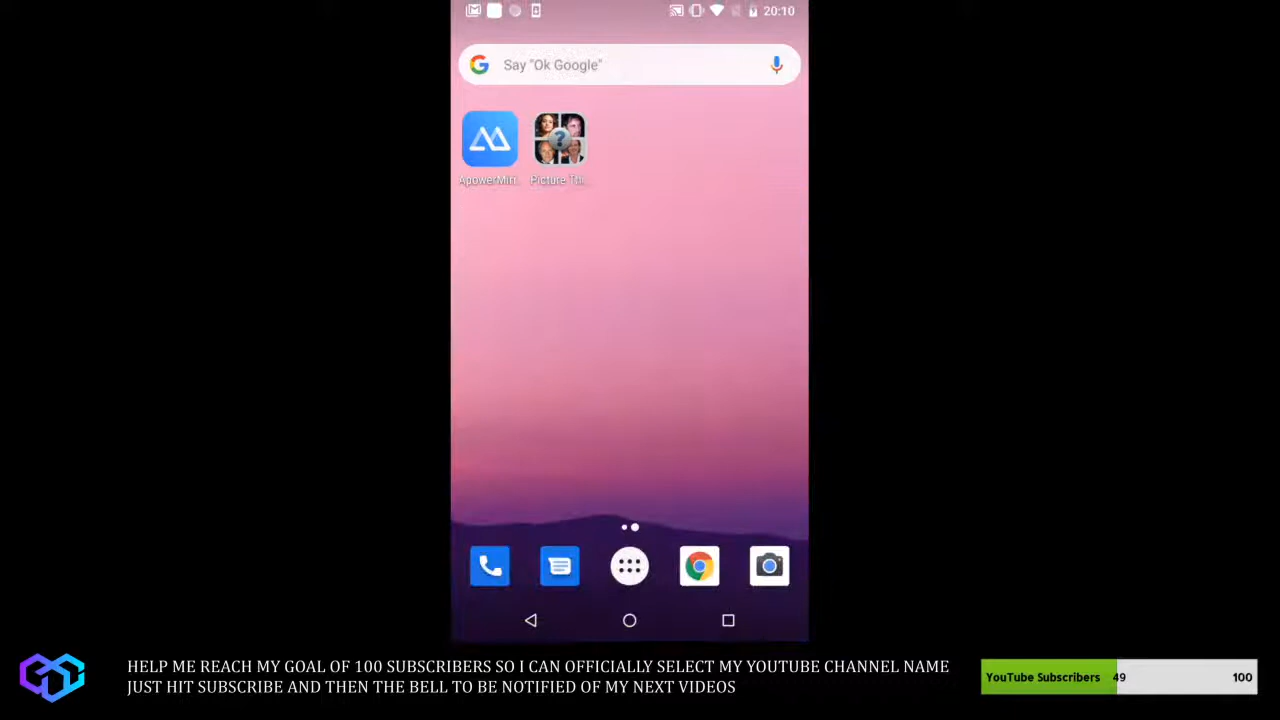 20:10
Say "Ok Google"
ApowerMirr..
Picture Thi..
HELP ME REACH MY GOAL OF 100 SUBSCRIBERS SO I CAN OFFICIALLY SELECT MY YOUTUBE CHANNEL NAME
JUST HIT SUBSCRIBE AND THEN THE BELL TO BE NOTIFIED OF MY NEXT VIDEOS
YouTube Subscribers 49 100